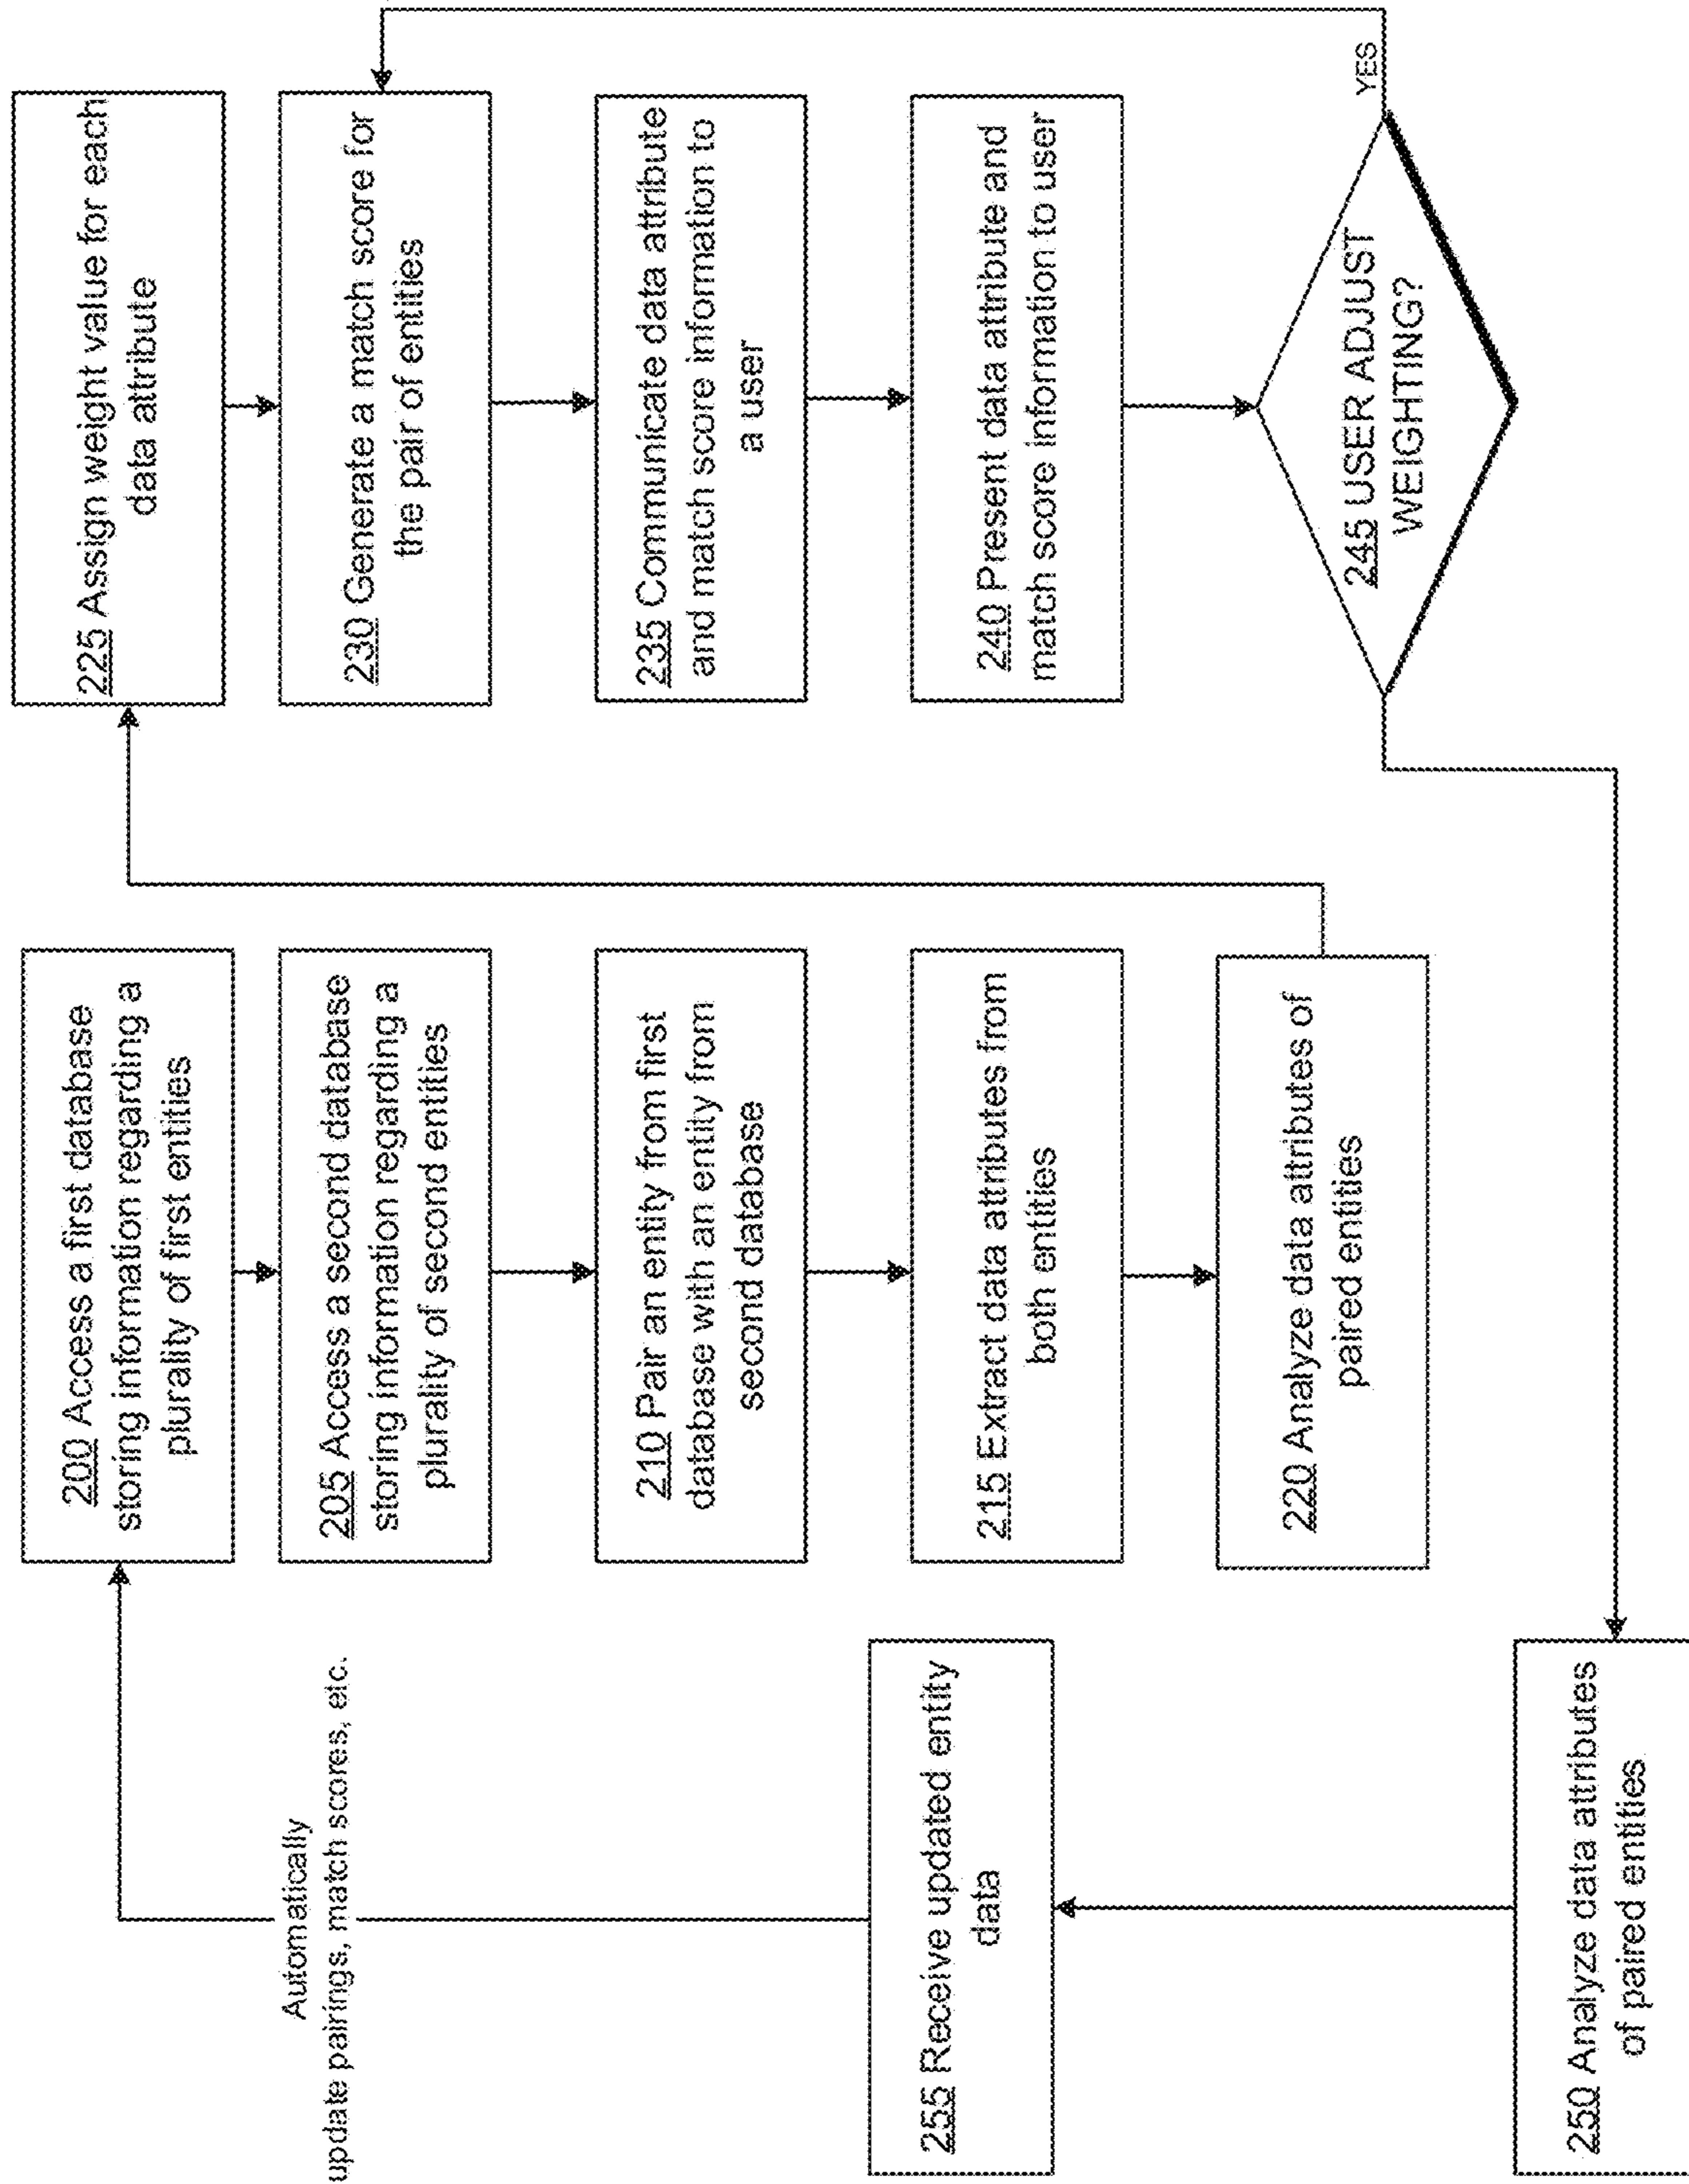 Automatically
update pairings, match scores, etc.
255 Receive updated entity
data
250 Analyze data attributes
of paired entities
200 Access a first database
storing information regarding a
plurality of first entities
205 Access a second database
storing information regarding a
plurality of second entities
210 Pair an entity from first
database with an entity from
second database
215 Extract data attributes from
both entities
220 Analyze data attributes of
paired entities
225 Assign weight value for each
data attribute
230 Generate a match score for
the pair of entities
235 Communicate data attribute
and match score information to
a user
240 Present data attribute and
match score information to user
245 USER ADJUST
WEIGHTING?
YES